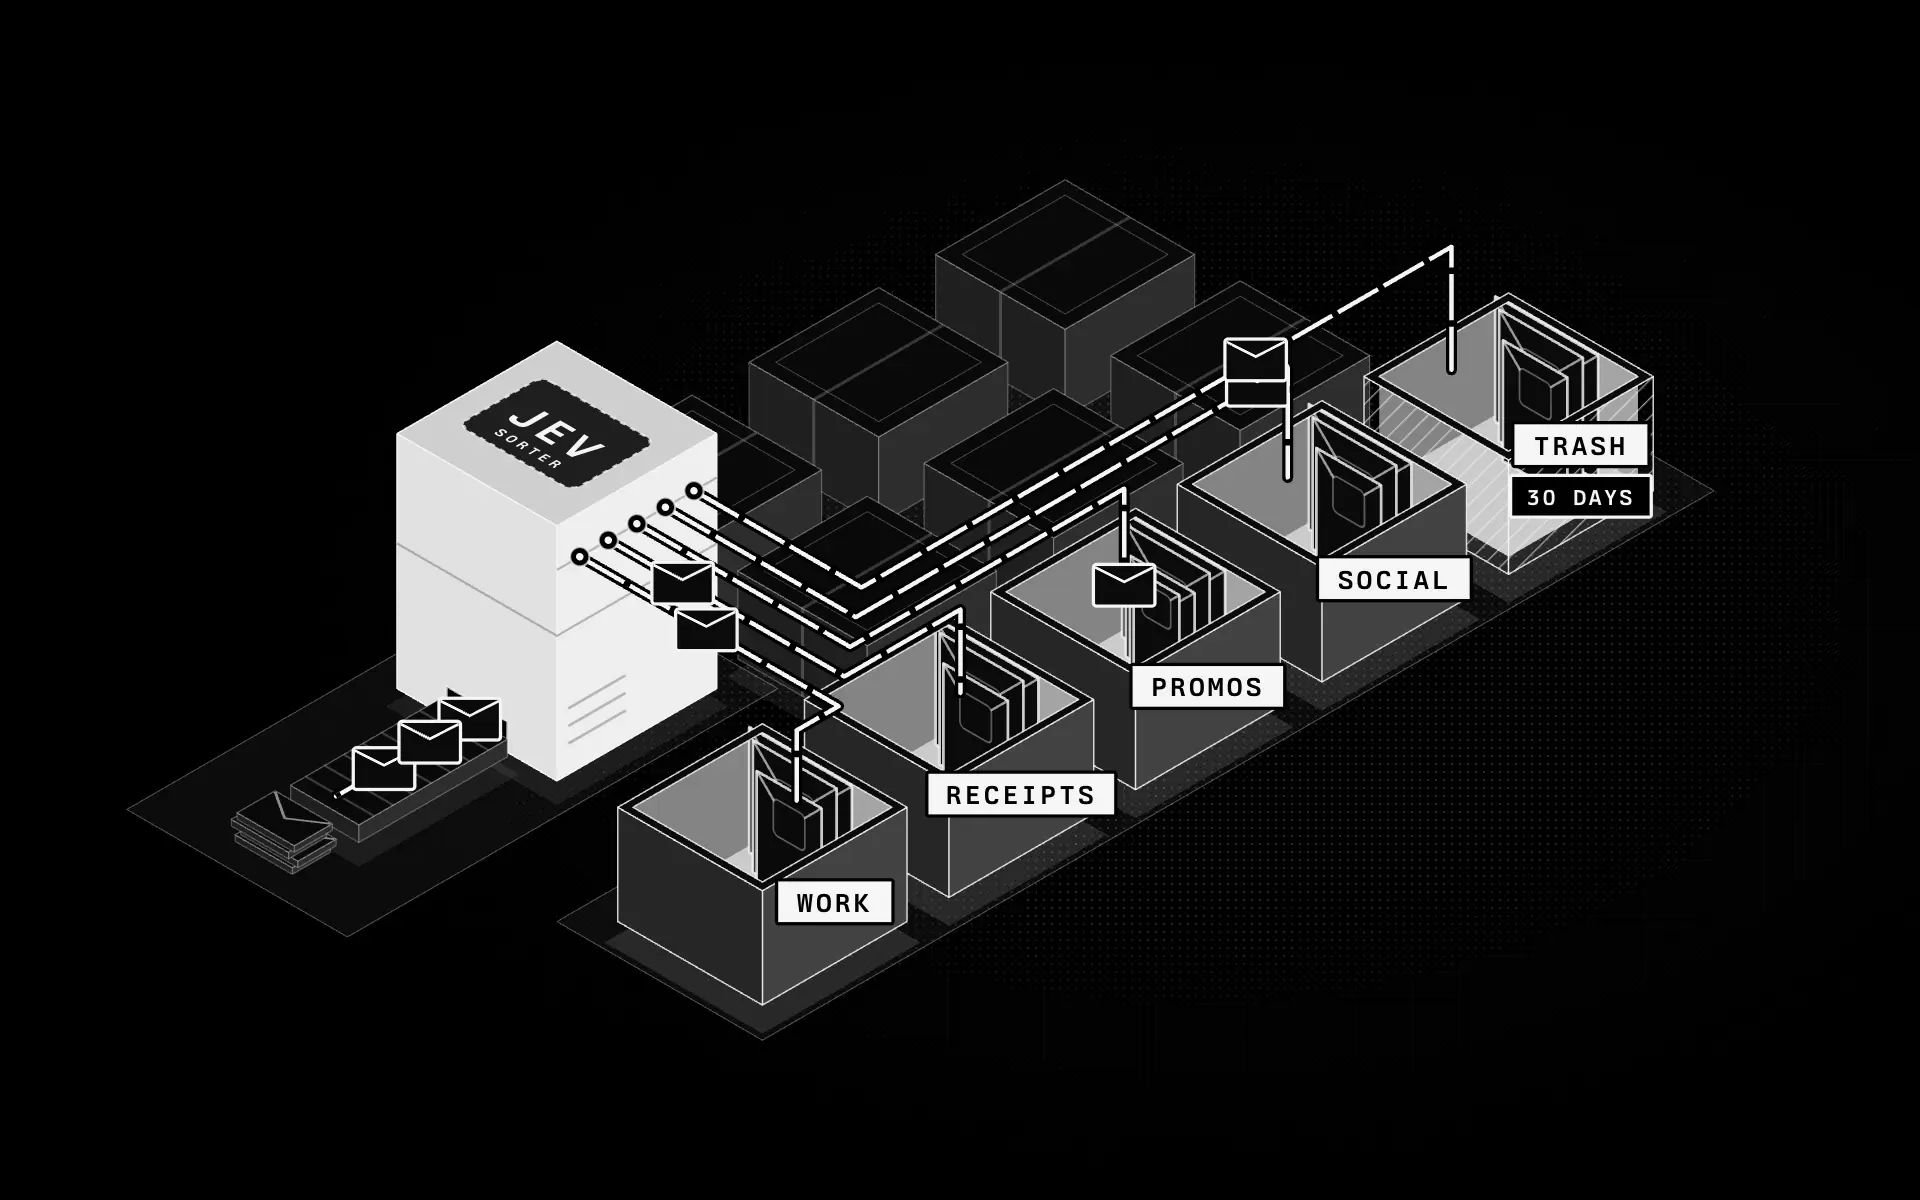 JEV
SORTER
TRASH
30 DAYS
SOCIAL
PROMOS
RECEIPTS
WORK